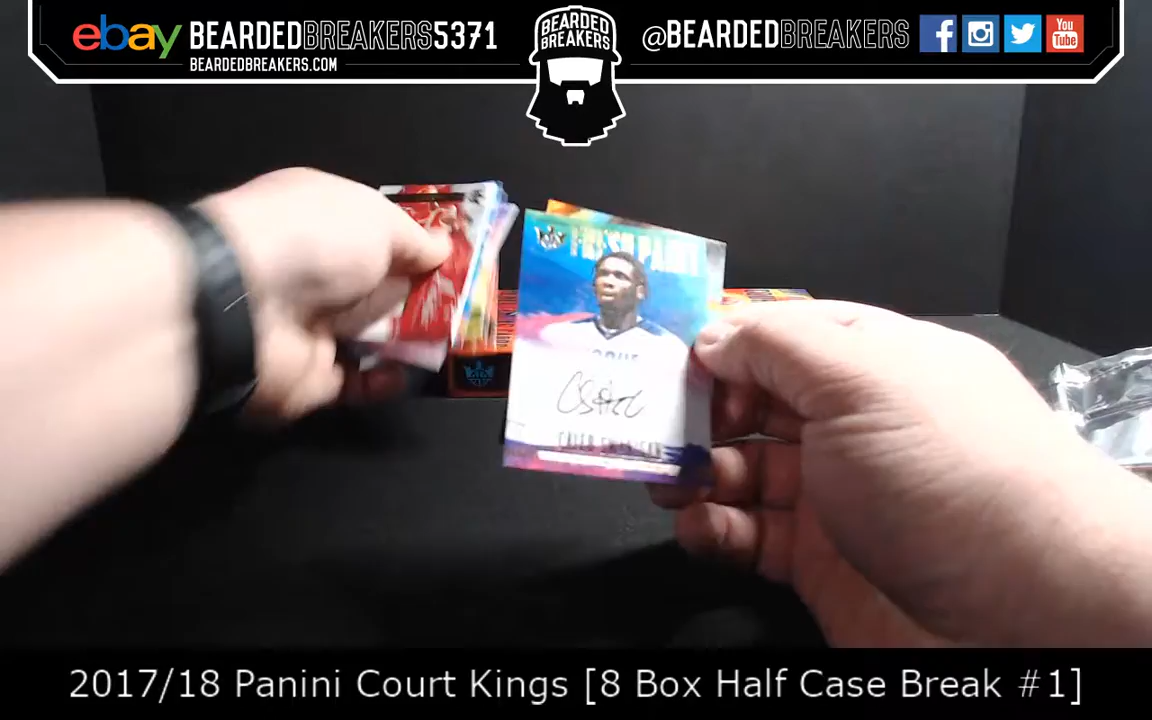 ebay BEARDEDBREAKERS5371
BEARDEDBREAKERS.COM
BEARDED
BREAKERS
@BEARDEDBREAKERS
You
Tube
FRESH PAINT
2017/18 Panini Court Kings [8 Box Half Case Break #1]